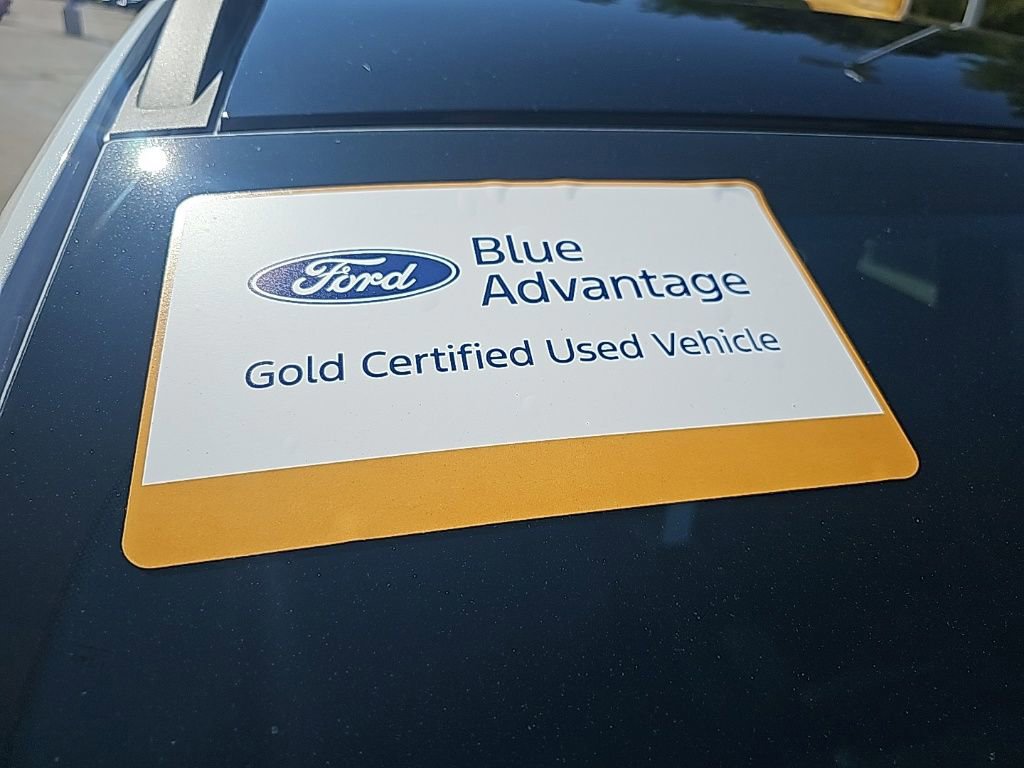 Ford
Blue
Advantage
Gold Certified Used Vehicle